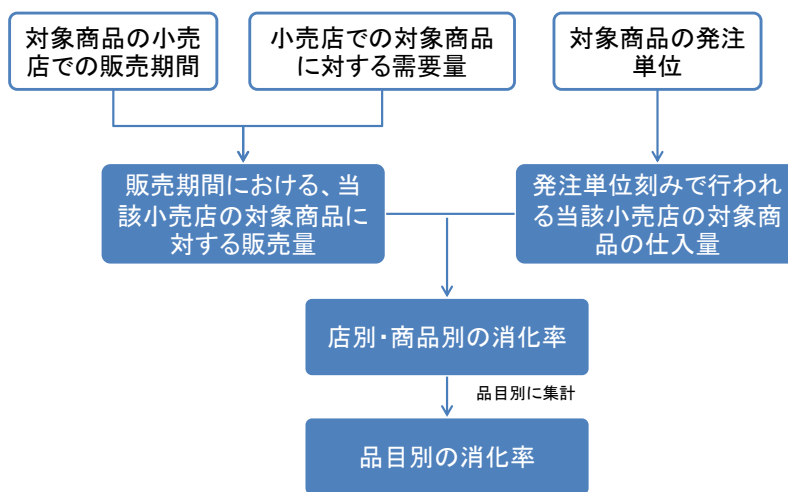 対象商品の小売
店での販売期間
小売店での対象商品
に対する需要量
対象商品の発注
単位
販売期間における、当
該小売店の対象商品に
対する販売量
発注単位刻みで行われ
る当該小売店の対象商
品の仕入量
店別・商品別の消化率
品目別に集計
品目別の消化率